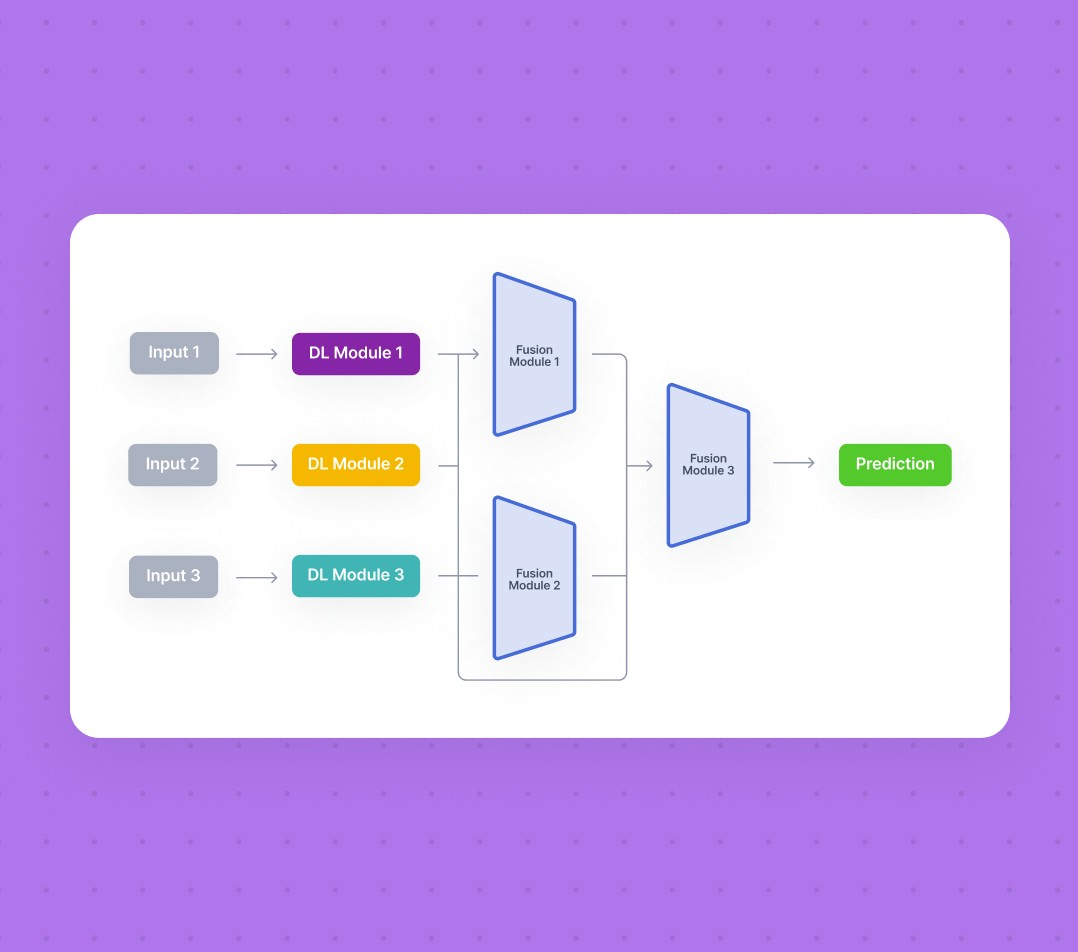 Input 1
DL Module 1
Fusion
Module 1
Input 2
DL Module 2
Fusion
Module 3
Prediction
Input 3
DL Module 3
Fusion
Module 2